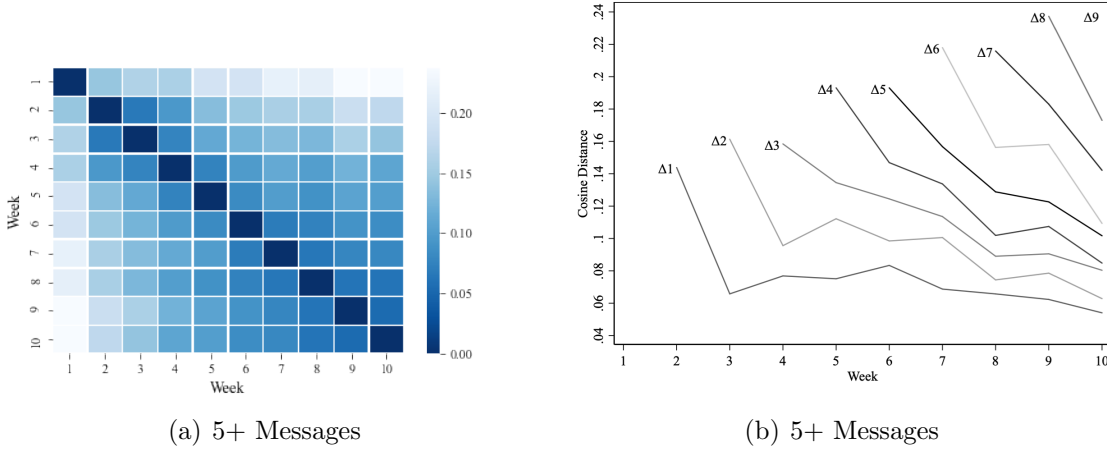 1
2
3
4
5
6
7
8
9
10
Week
1 2 3 4 5 6 7 8 9 10
Week
0.20
0.15
0.10
0.05
0.00
(a) 5+ Messages
.24
.22
.2
.18
.16
.14
.12
.1
.08
.06
.04
Cosine Distance
Δ1
Δ2
Δ3
Δ4
Δ5
Δ6
Δ7
Δ8
Δ9
1 2 3 4 5 6 7 8 9 10
Week
(b) 5+ Messages